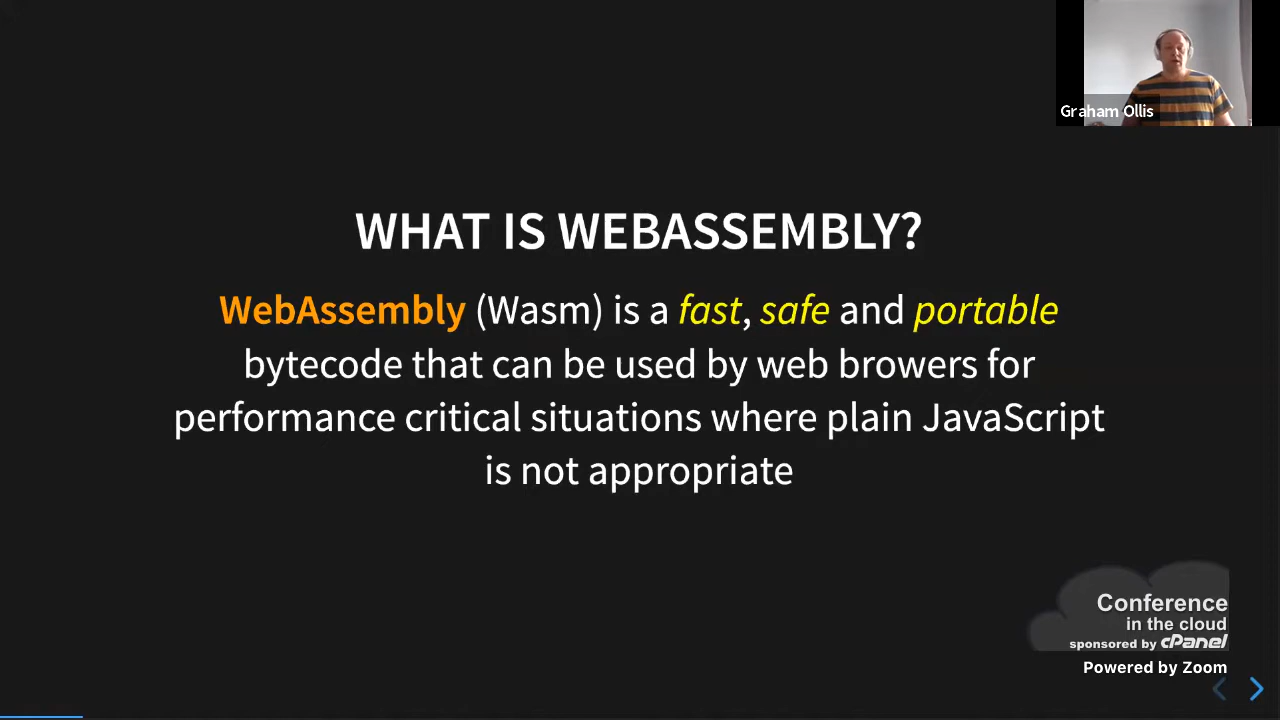 Graham Ollis
WHAT IS WEBASSEMBLY?
WebAssembly (Wasm) is a fast, safe and portable
bytecode that can be used by web browers for
performance critical situations where plain JavaScript
is not appropriate
Conference
in the cloud
sponsored by cPanel
Powered by Zoom